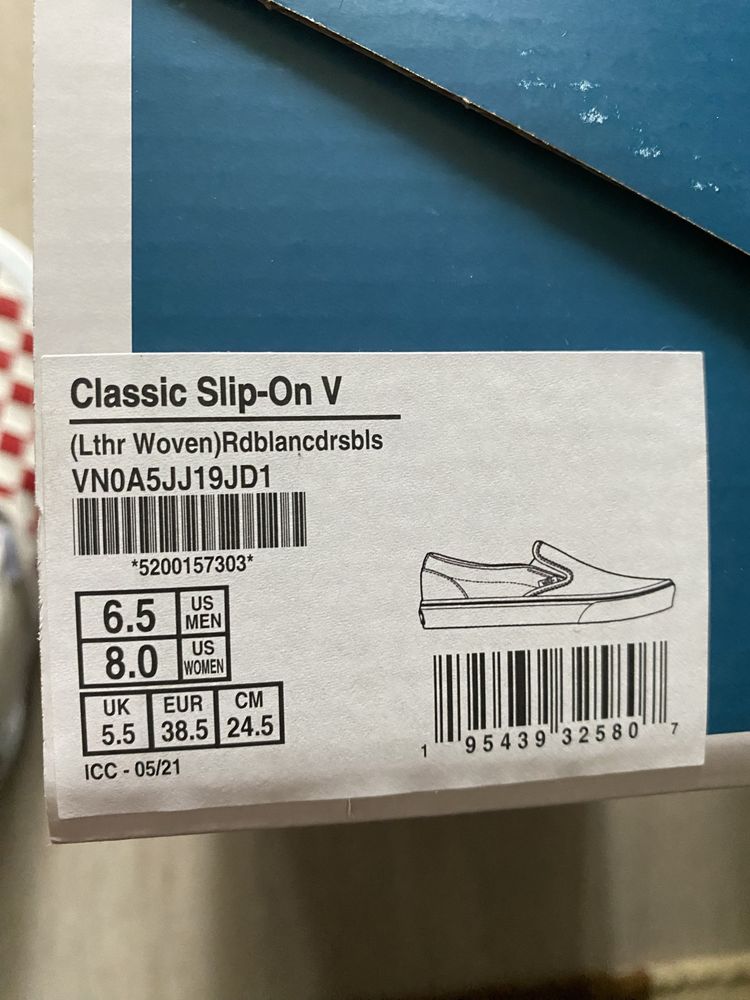 Classic Slip-On V
(Lthr Woven)Rdblancdrsbls
VN0A5JJ19JD1
*5200157303*
6.5 US MEN
8.0 US WOMEN
UK EUR CM
5.5 38.5 24.5
ICC - 05/21
1 95439 32580 7